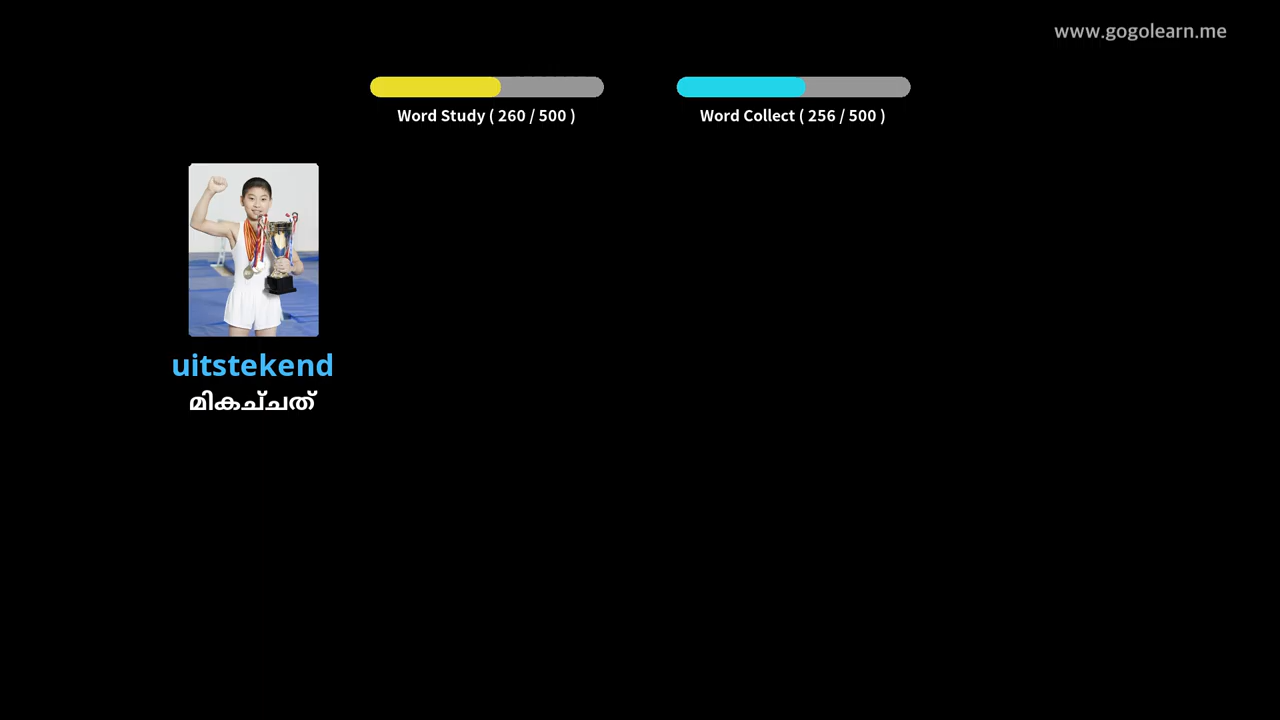 www.gogolearn.me
Word Study ( 260 / 500 )
Word Collect ( 256 / 500 )
uitstekend
മികച്ചത്